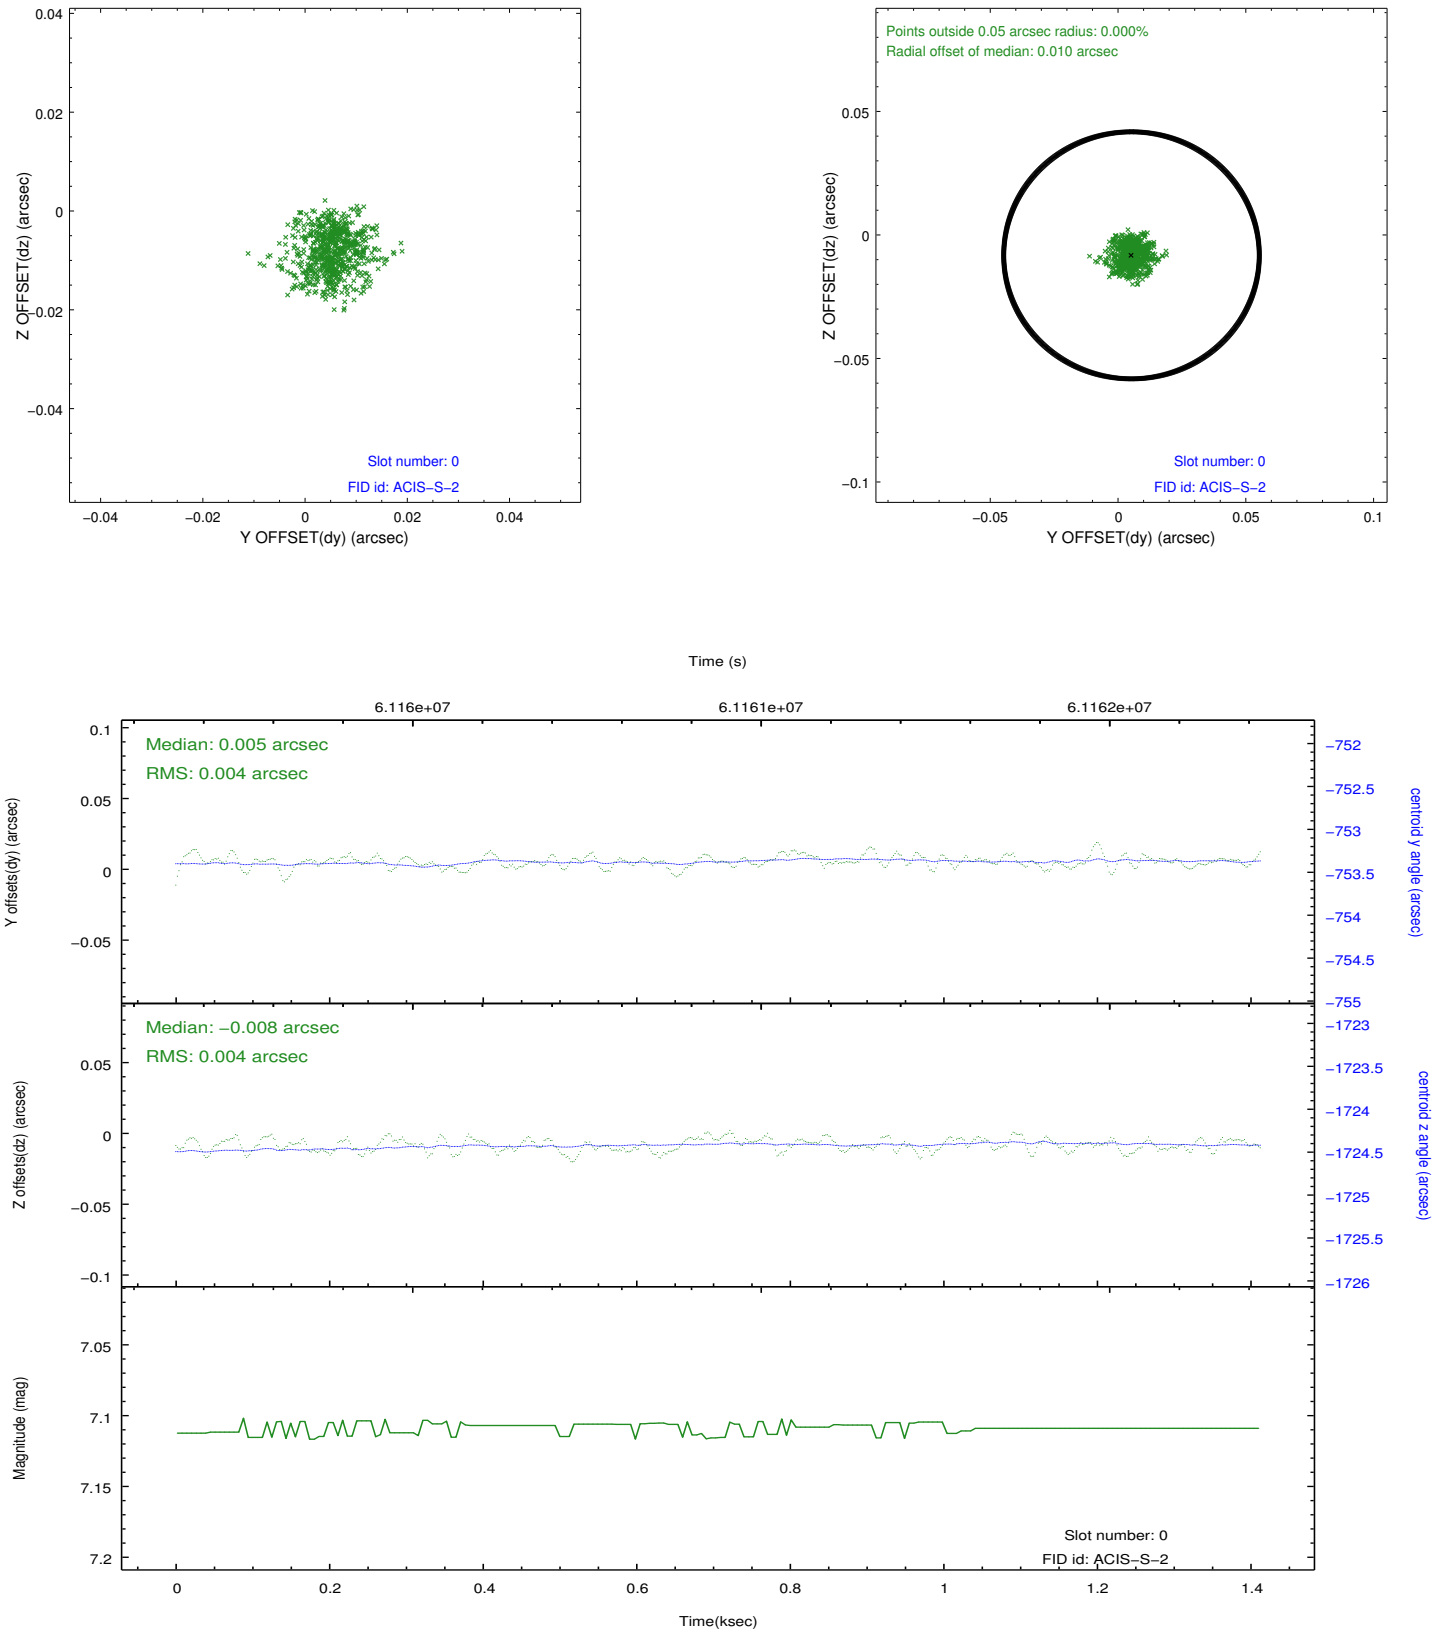 0.04
0.02
0
−0.02
−0.04
Z OFFSET(dz) (arcsec)
Slot number: 0
FID id: ACIS−S−2
−0.04
−0.02
0
0.02
0.04
Y OFFSET(dy) (arcsec)
Points outside 0.05 arcsec radius: 0.000%
Radial offset of median: 0.010 arcsec
0.05
0
−0.05
−0.1
Z OFFSET(dz) (arcsec)
Slot number: 0
FID id: ACIS−S−2
−0.05
0
0.05
0.1
Y OFFSET(dy) (arcsec)
Time (s)
6.116e+07
6.1161e+07
6.1162e+07
Median: 0.005 arcsec
RMS: 0.004 arcsec
0.1
0.05
0
−0.05
Y offsets(dy) (arcsec)
−752
−752.5
−753
−753.5
−754
−754.5
−755
centroid y angle (arcsec)
Median: −0.008 arcsec
RMS: 0.004 arcsec
0.05
0
−0.05
−0.1
Z offsets(dz) (arcsec)
−1723
−1723.5
−1724
−1724.5
−1725
−1725.5
−1726
centroid z angle (arcsec)
7.05
7.1
7.15
7.2
Magnitude (mag)
Slot number: 0
FID id: ACIS−S−2
0
0.2
0.4
0.6
0.8
1
1.2
1.4
Time(ksec)